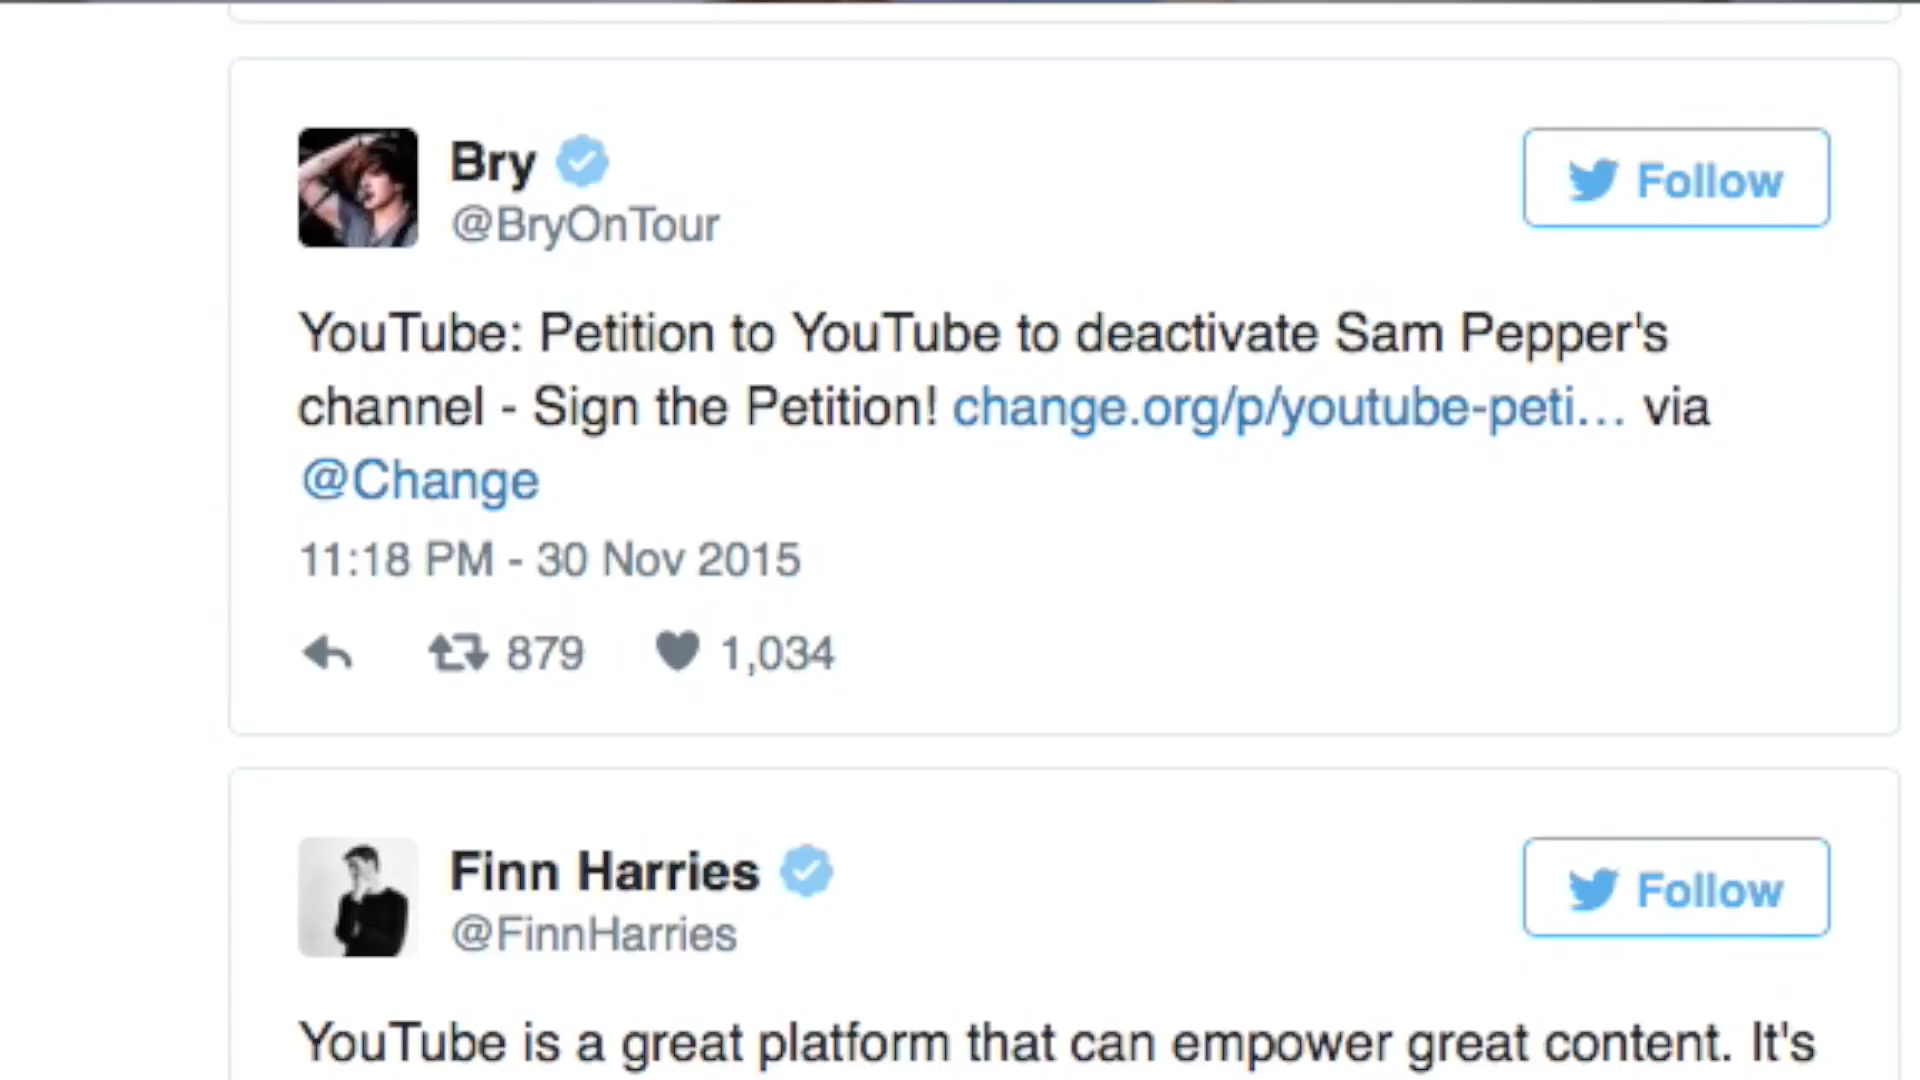 Bry
Follow
@BryOnTour
YouTube: Petition to YouTube to deactivate Sam Pepper's
channel - Sign the Petition! change.org/p/youtube-peti... via
@Change
11:18 PM - 30 Nov 2015
879 1,034
Finn Harries
Follow
@FinnHarries
YouTube is a great platform that can empower great content. It's